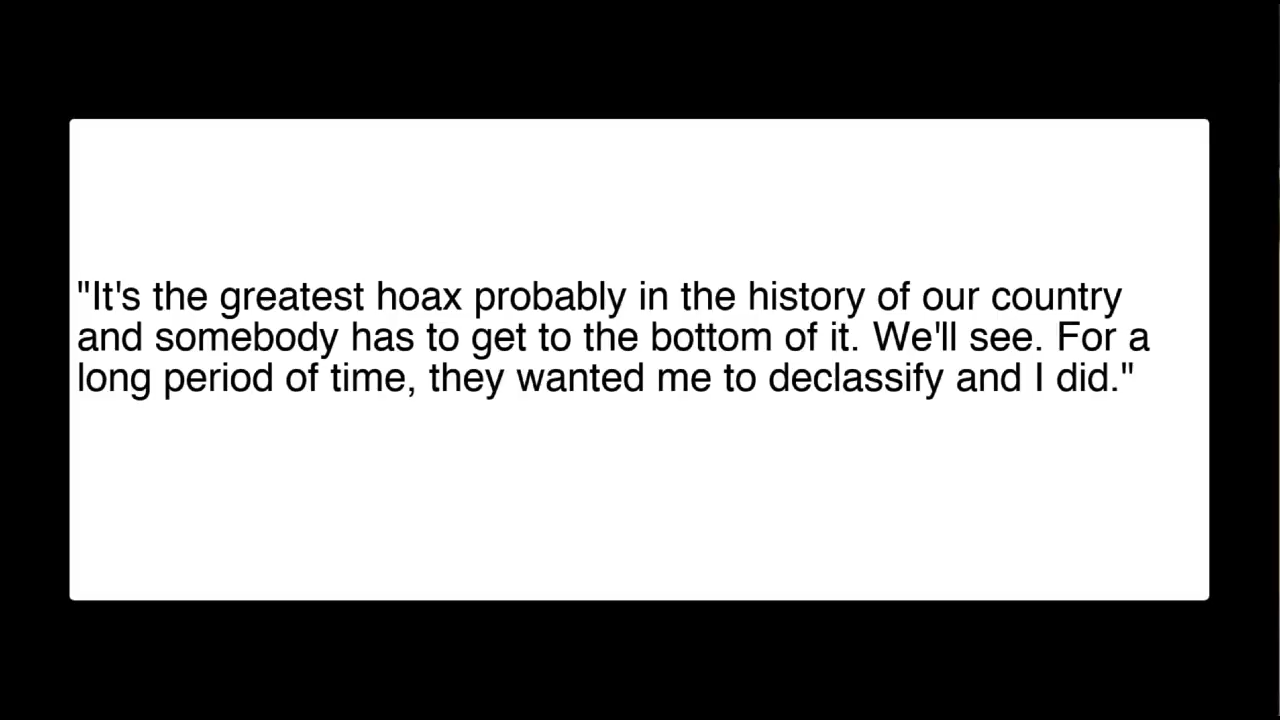 "It's the greatest hoax probably in the history of our country
and somebody has to get to the bottom of it. We'll see. For a
long period of time, they wanted me to declassify and I did."